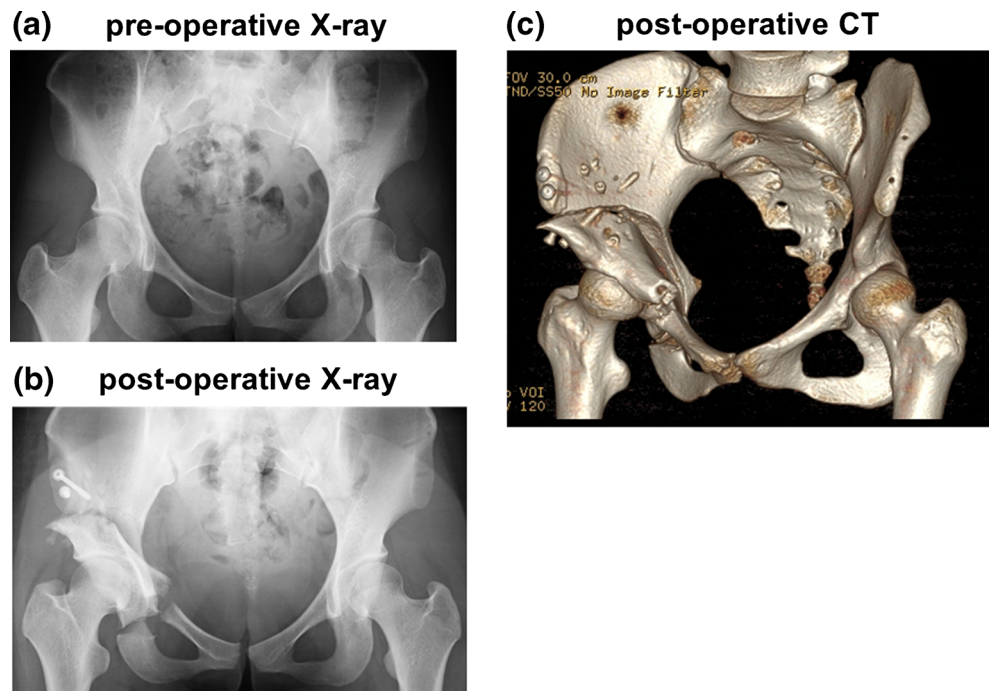 (a) pre-operative X-ray
(b) post-operative X-ray
(c) post-operative CT
FOV 30.0 cm
TND/SS50 No Image Filter
VOI
120